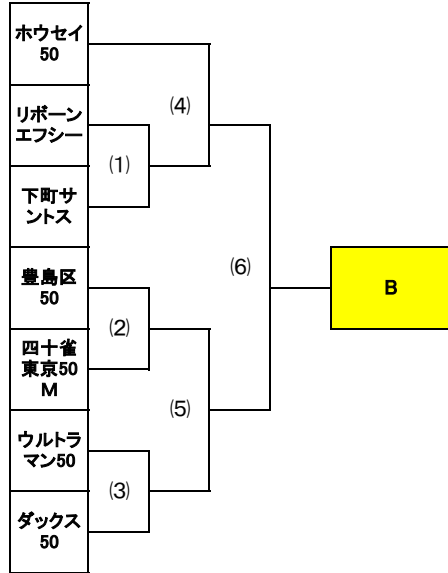 ホウセイ
50
リボーン
エフシー
下町サ
ントス
豊島区
50
四十雀
東京50
M
ウルトラ
マン50
ダックス
50
(1)
(2)
(3)
(4)
(5)
(6)
B